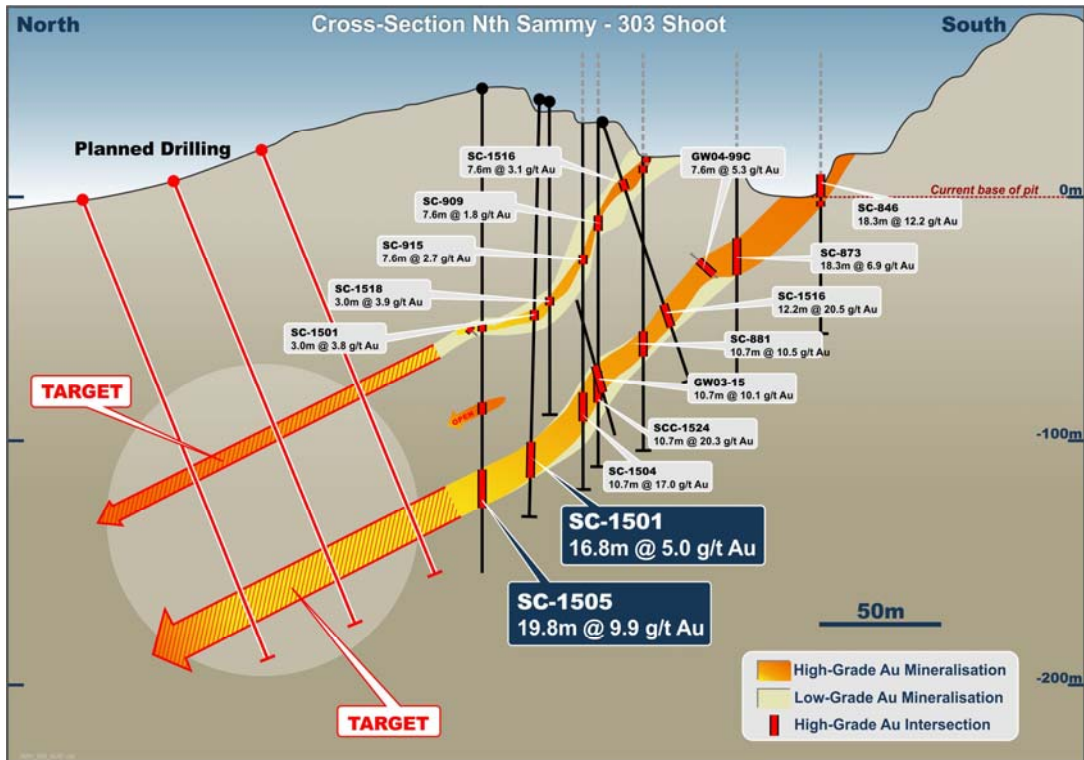 North
Cross-Section Nth Sammy - 303 Shoot
South
Planned Drilling
SC-1516
7.6m @ 3.1 g/t Au
GW04-99C
7.6m @ 5.3 g/t Au
Current base of pit
0m
SC-846
18.3m @ 12.2 g/t Au
SC-909
7.6m @ 1.8 g/t Au
SC-915
7.6m @ 2.7 g/t Au
SC-873
18.3m @ 6.9 g/t Au
SC-1518
3.0m @ 3.9 g/t Au
SC-1516
12.2m @ 20.5 g/t Au
SC-1501
3.0m @ 3.8 g/t Au
SC-881
10.7m @ 10.5 g/t Au
GW03-15
10.7m @ 10.1 g/t Au
TARGET
OPEN
SCC-1524
10.7m @ 20.3 g/t Au
-100m
SC-1504
10.7m @ 17.0 g/t Au
SC-1501
16.8m @ 5.0 g/t Au
SC-1505
19.8m @ 9.9 g/t Au
50m
TARGET
High-Grade Au Mineralisation
Low-Grade Au Mineralisation
High-Grade Au Intersection
-200m